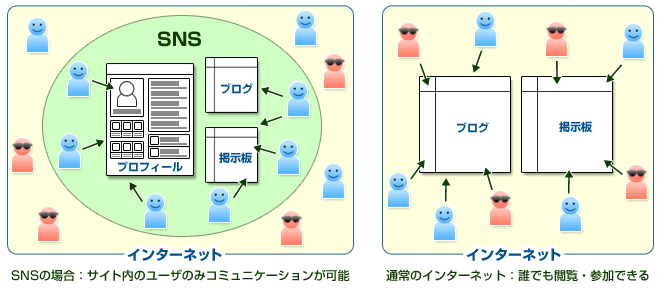 SNS
ブログ
掲示板
プロフィール
インターネット
SNSの場合：サイト内のユーザのみコミュニケーションが可能
ブログ
掲示板
インターネット
通常のインターネット：誰でも閲覧・参加できる